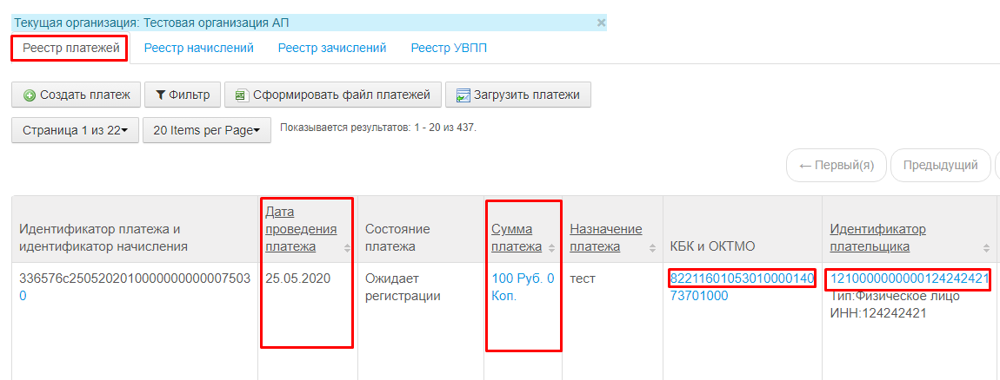 Текущая организация: Тестовая организация АП
Реестр платежей Реестр начислений Реестр зачислений Реестр УВПП
Создать платеж Фильтр Сформировать файл платежей Загрузить платежи
Страница 1 из 22 20 Items per Page Показывается результатов: 1 - 20 из 437.
← Первый(я) Предыдущий
Идентификатор платежа и
идентификатор начисления
Дата
проведения
платежа
Состояние
платежа
Сумма
платежа
Назначение
платежа
КБК и ОКТМО
Идентификатор
плательщика
336576c2505202010000000000007503
0
25.05.2020
Ожидает
регистрации
100 Руб. 0
Коп.
тест
82211601053010000140
73701000
1210000000000124242421
Тип:Физическое лицо
ИНН:124242421